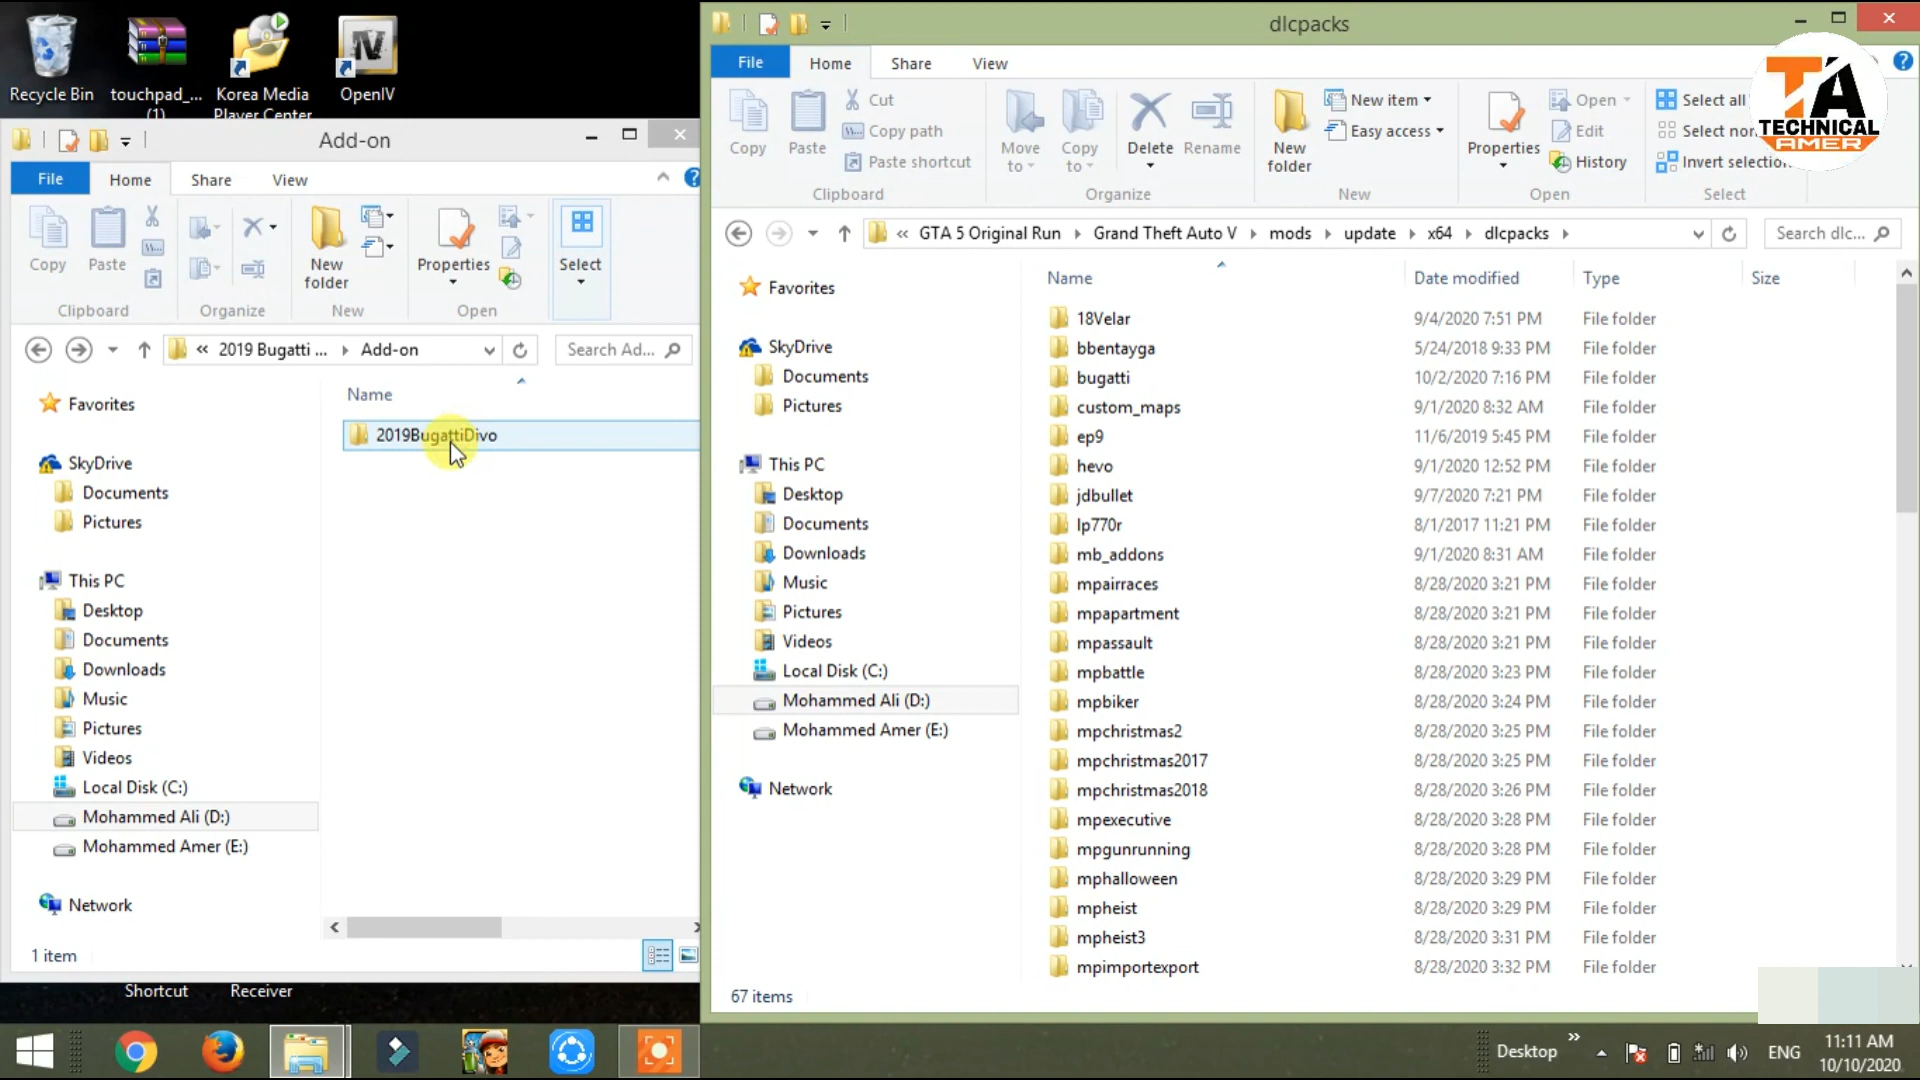 Recycle Bin
touchpad_...
(1)
Korea Media
Player Center
OpenIV
Add-on
File
Home
Share
View
Copy
Paste
New
folder
Properties
Select
Clipboard
Organize
New
Open
« 2019 Bugatti ... Add-on
Search Ad...
Favorites
SkyDrive
Documents
Pictures
This PC
Desktop
Documents
Downloads
Music
Pictures
Videos
Local Disk (C:)
Mohammed Ali (D:)
Mohammed Amer (E:)
Network
Name
2019BugattiDivo
1 item
Shortcut
Receiver
dlcpacks
File
Home
Share
View
Copy
Paste
Cut
Copy path
Paste shortcut
Move
to
Copy
to
Delete
Rename
New
folder
New item
Easy access
Properties
Open
Edit
History
Select all
Select
Invert
Clipboard
Organize
New
Open
Select
TA
TECHNICAL
AMER
« GTA 5 Original Run Grand Theft Auto V mods update x64 dlcpacks
Search dlc...
Favorites
SkyDrive
Documents
Pictures
This PC
Desktop
Documents
Downloads
Music
Pictures
Videos
Local Disk (C:)
Mohammed Ali (D:)
Mohammed Amer (E:)
Network
Name Date modified Type Size
18Velar 9/4/2020 7:51 PM File folder
bbentayga 5/24/2018 9:33 PM File folder
bugatti 10/2/2020 7:16 PM File folder
custom_maps 9/1/2020 8:32 AM File folder
ep9 11/6/2019 5:45 PM File folder
hevo 9/1/2020 12:52 PM File folder
jdbullet 9/7/2020 7:21 PM File folder
lp770r 8/1/2017 11:21 PM File folder
mb_addons 9/1/2020 8:31 AM File folder
mpairraces 8/28/2020 3:21 PM File folder
mpapartment 8/28/2020 3:21 PM File folder
mpassault 8/28/2020 3:21 PM File folder
mpbattle 8/28/2020 3:23 PM File folder
mpbiker 8/28/2020 3:24 PM File folder
mpchristmas2 8/28/2020 3:25 PM File folder
mpchristmas2017 8/28/2020 3:25 PM File folder
mpchristmas2018 8/28/2020 3:26 PM File folder
mpexecutive 8/28/2020 3:28 PM File folder
mpgunrunning 8/28/2020 3:28 PM File folder
mphalloween 8/28/2020 3:29 PM File folder
mpheist 8/28/2020 3:29 PM File folder
mpheist3 8/28/2020 3:31 PM File folder
mpimportexport 8/28/2020 3:32 PM File folder
67 items
Desktop
ENG
11:11 AM
10/10/2020